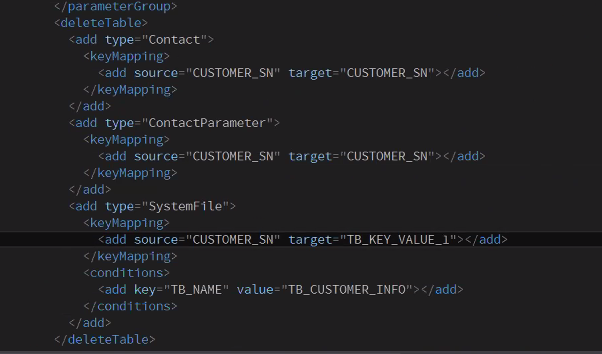 </parameterGroup>
<deleteTable>
<add type="Contact">
<keyMapping>
<add source="CUSTOMER_SN" target="CUSTOMER_SN"></add>
</keyMapping>
</add>
<add type="ContactParameter">
<keyMapping>
<add source="CUSTOMER_SN" target="CUSTOMER_SN"></add>
</keyMapping>
</add>
<add type="SystemFile">
<keyMapping>
<add source="CUSTOMER_SN" target="TB_KEY_VALUE_1"></add>
</keyMapping>
<conditions>
<add key="TB_NAME" value="TB_CUSTOMER_INFO"></add>
</conditions>
</add>
</deleteTable>